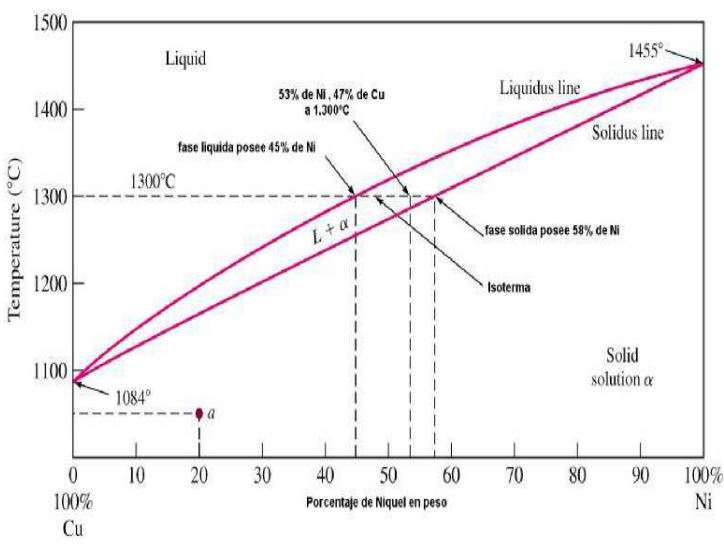 1500
1455°
Liquid
53% de Ni , 47% de Cu
a 1.300ºC
Liquidus line
1400
Solidus line
fase liquida posee 45% de Ni
1300°C
1300
L + α
fase solida posee 58% de Ni
Isoterma
Temperature (°C)
1200
1100
Solid
solution α
1084°
a
0 10 20 30 40 50 60 70 80 90 100%
100%
Cu
Porcentaje de Niquel en peso
Ni